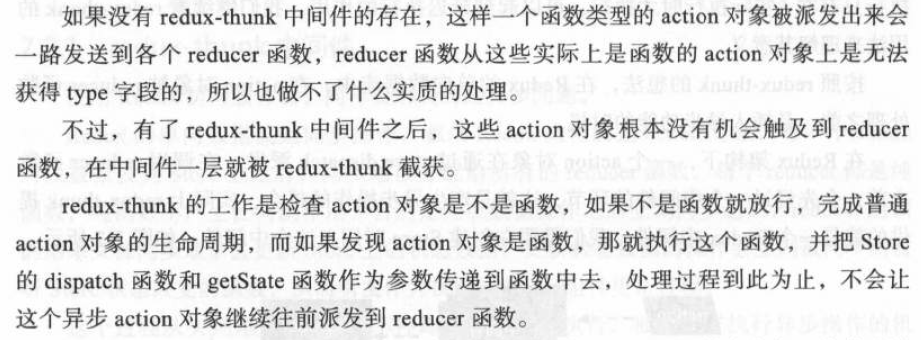 如果没有 redux-thunk 中间件的存在，这样一个函数类型的 action 对象被派发出来会
一路发送到各个 reducer 函数，reducer 函数从这些实际上是函数的 action 对象上是无法
获得 type 字段的，所以也做不了什么实质的处理。
不过，有了 redux-thunk 中间件之后，这些 action 对象根本没有机会触及到 reducer
函数，在中间件一层就被 redux-thunk 截获。
redux-thunk 的工作是检查 action 对象是不是函数，如果不是函数就放行，完成普通
action 对象的生命周期，而如果发现 action 对象是函数，那就执行这个函数，并把 Store
的 dispatch 函数和 getState 函数作为参数传递到函数中去，处理过程到此为止，不会让
这个异步 action 对象继续往前派发到 reducer 函数。